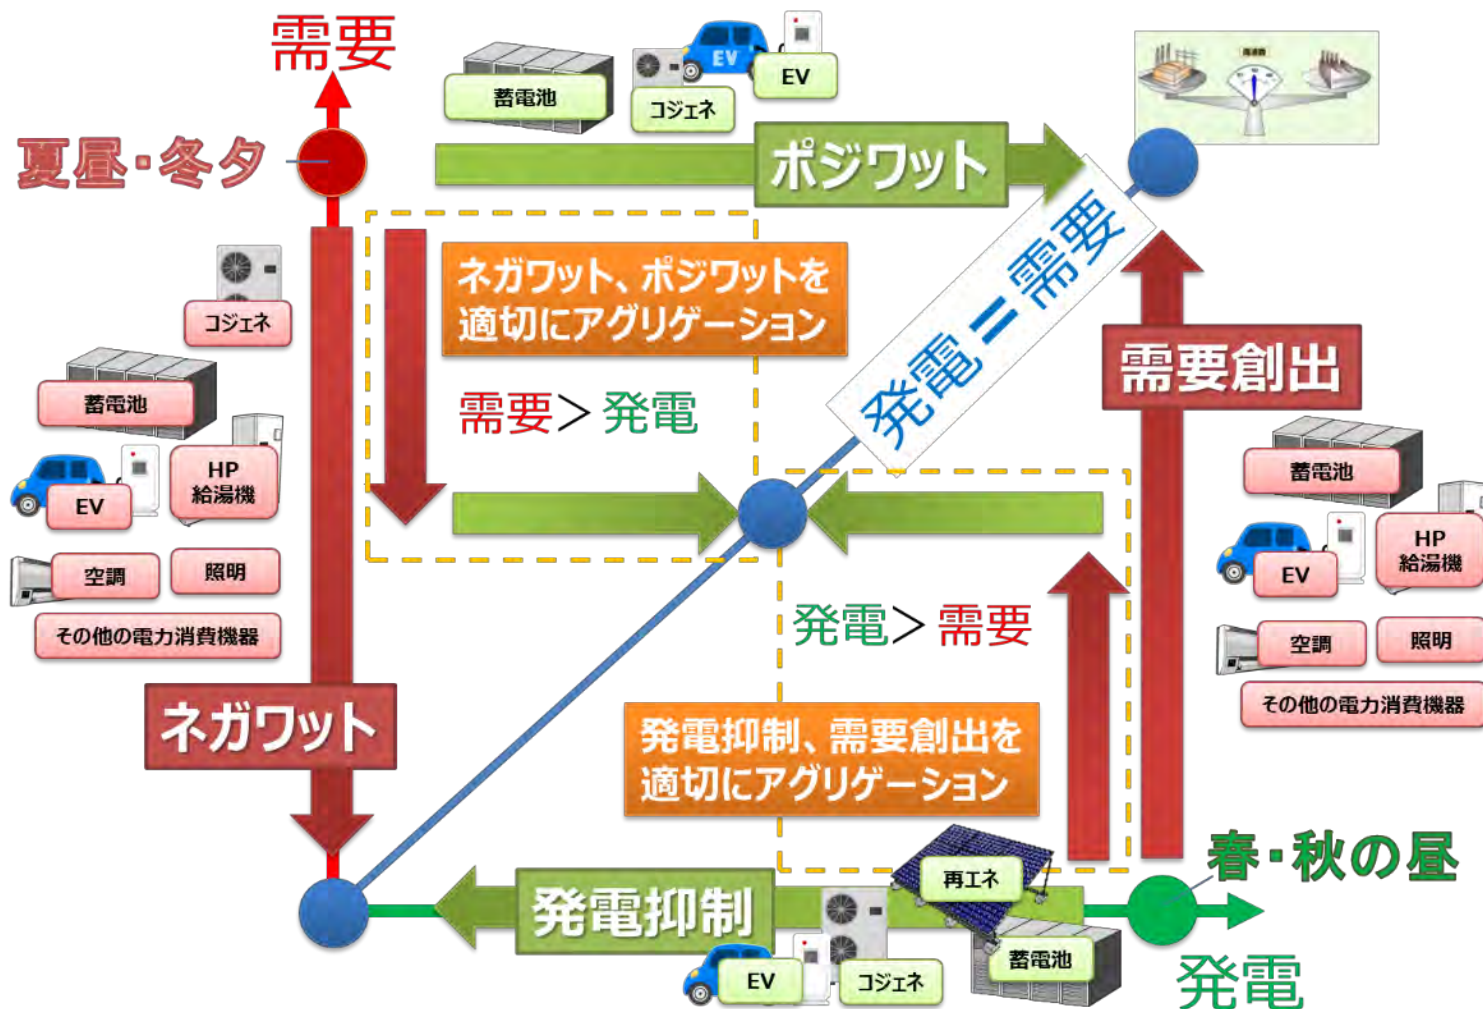 需要
夏昼・冬夕
蓄電池
コジェネ
EV
EV
ポジワット
ネガワット、ポジワットを
適切にアグリゲーション
需要＞発電
発電＝需要
コジェネ
蓄電池
EV
HP
給湯機
空調
照明
その他の電力消費機器
ネガワット
需要創出
蓄電池
EV
HP
給湯機
空調
照明
その他の電力消費機器
発電＞需要
発電抑制、需要創出を
適切にアグリゲーション
春・秋の昼
発電抑制
再エネ
EV
コジェネ
蓄電池
発電